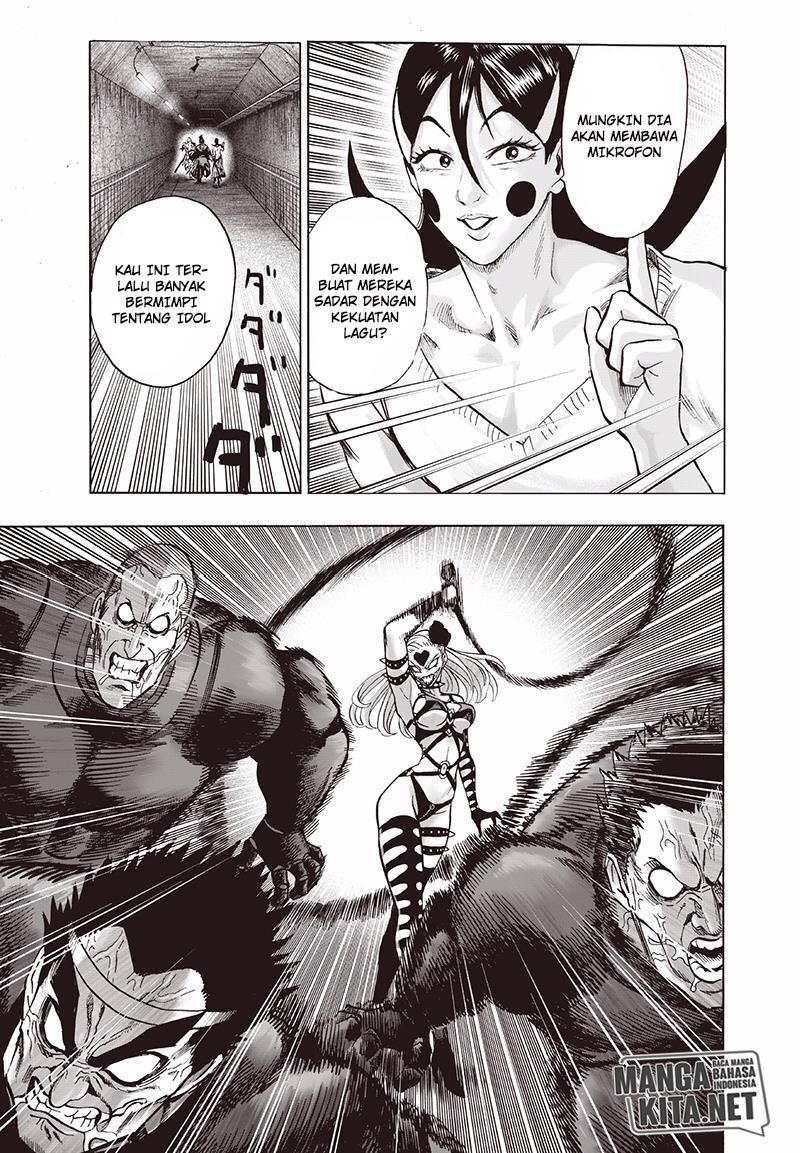 MUNGKIN DIA
AKAN MEMBAWA
MIKROFON
DAN MEM-
BUAT MEREKA
SADAR DENGAN
KEKUATAN
LAGU?
KAU INI TER-
LALU BANYAK
BERMIMPI
TENTANG IDOL
ダダダダダ
MANGA
BACA MANGA
BAHASA
INDONESIA
KITA.NET